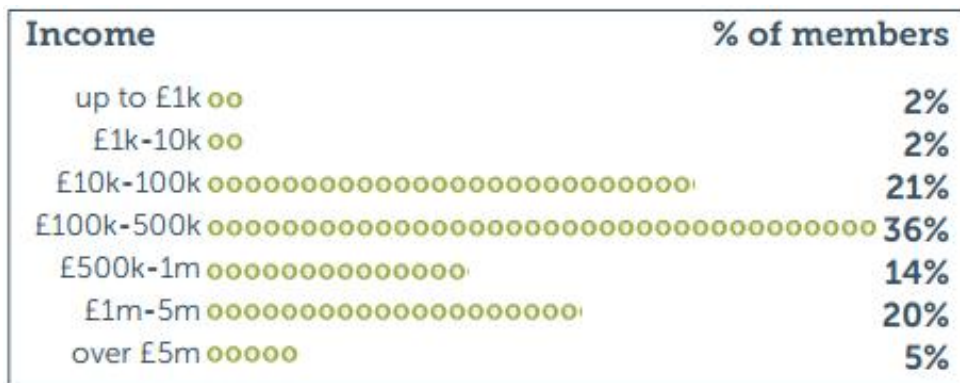 Income % of members
up to £1k 2%
£1k-10k 2%
£10k-100k 21%
£100k-500k 36%
£500k-1m 14%
£1m-5m 20%
over £5m 5%